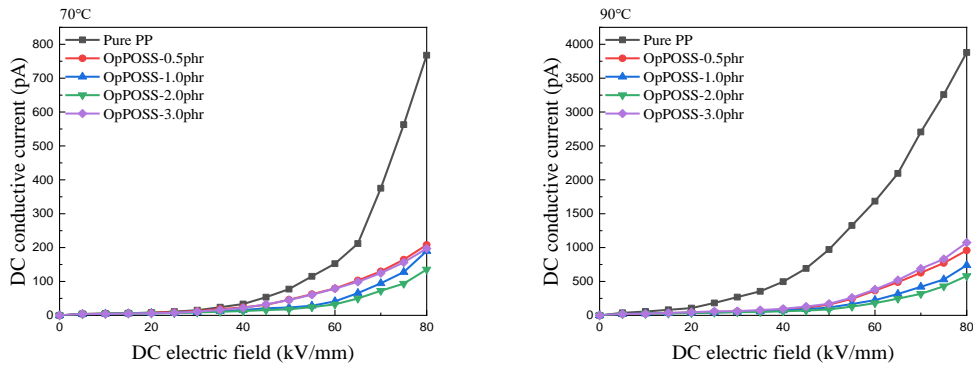 70℃
800
700
600
500
400
300
200
100
0
0 20 40 60 80
DC conductive current (pA)
DC electric field (kV/mm)
Pure PP
OpPOSS-0.5phr
OpPOSS-1.0phr
OpPOSS-2.0phr
OpPOSS-3.0phr
90℃
4000
3500
3000
2500
2000
1500
1000
500
0
0 20 40 60 80
DC conductive current (pA)
DC electric field (kV/mm)
Pure PP
OpPOSS-0.5phr
OpPOSS-1.0phr
OpPOSS-2.0phr
OpPOSS-3.0phr